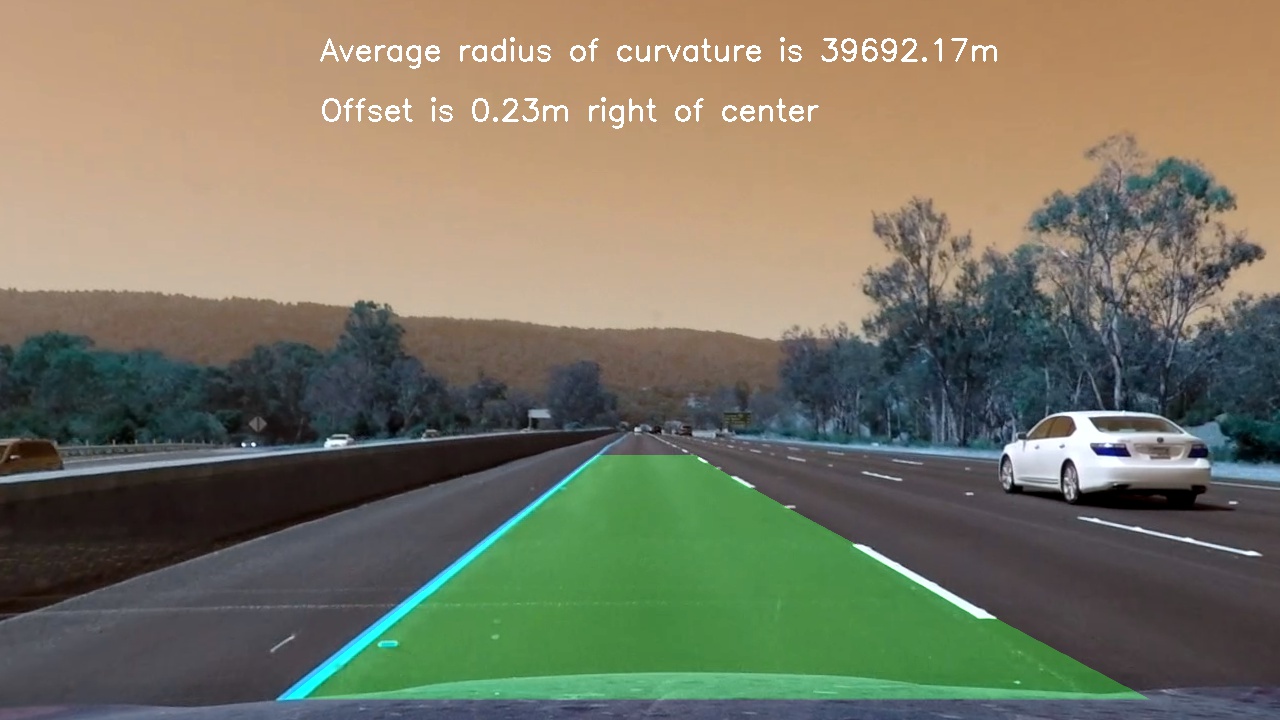 Average radius of curvature is 39692.17m
Offset is 0.23m right of center